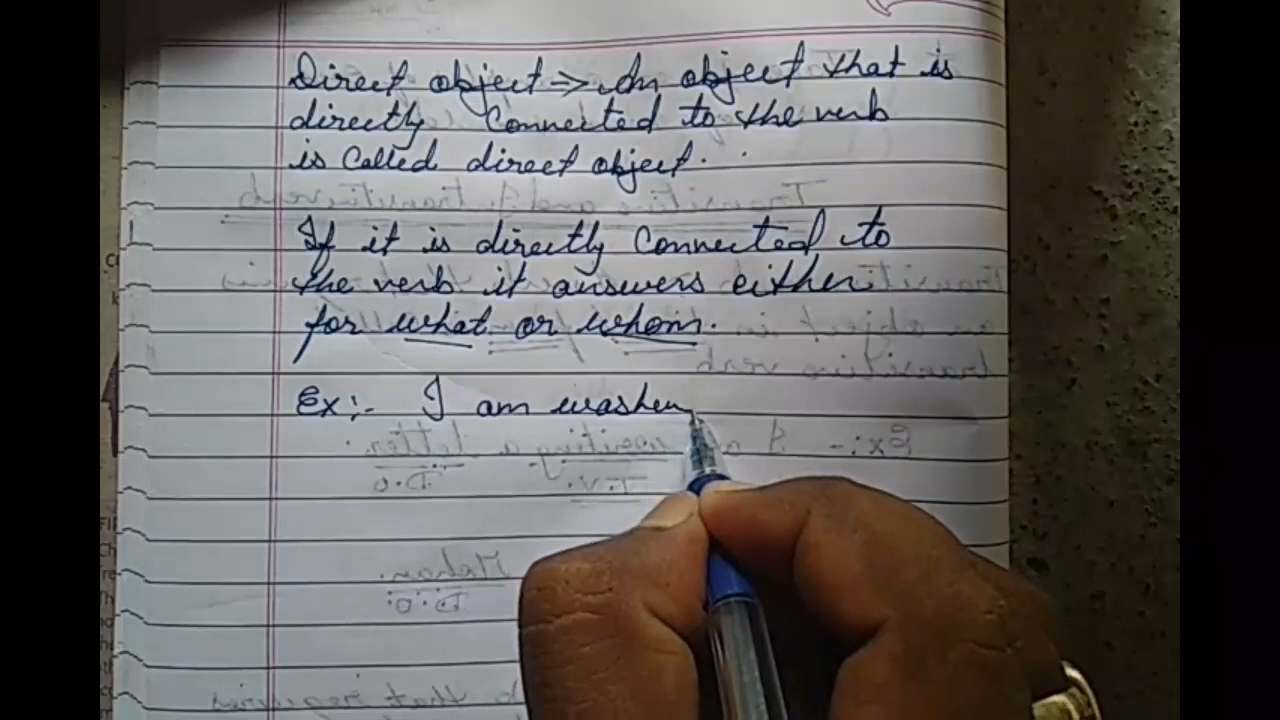 Direct object => An object that is
directly connected to the verb
is called direct object.
If it is directly connected to
the verb it answers either
for what or whom.
Ex:- I am washen